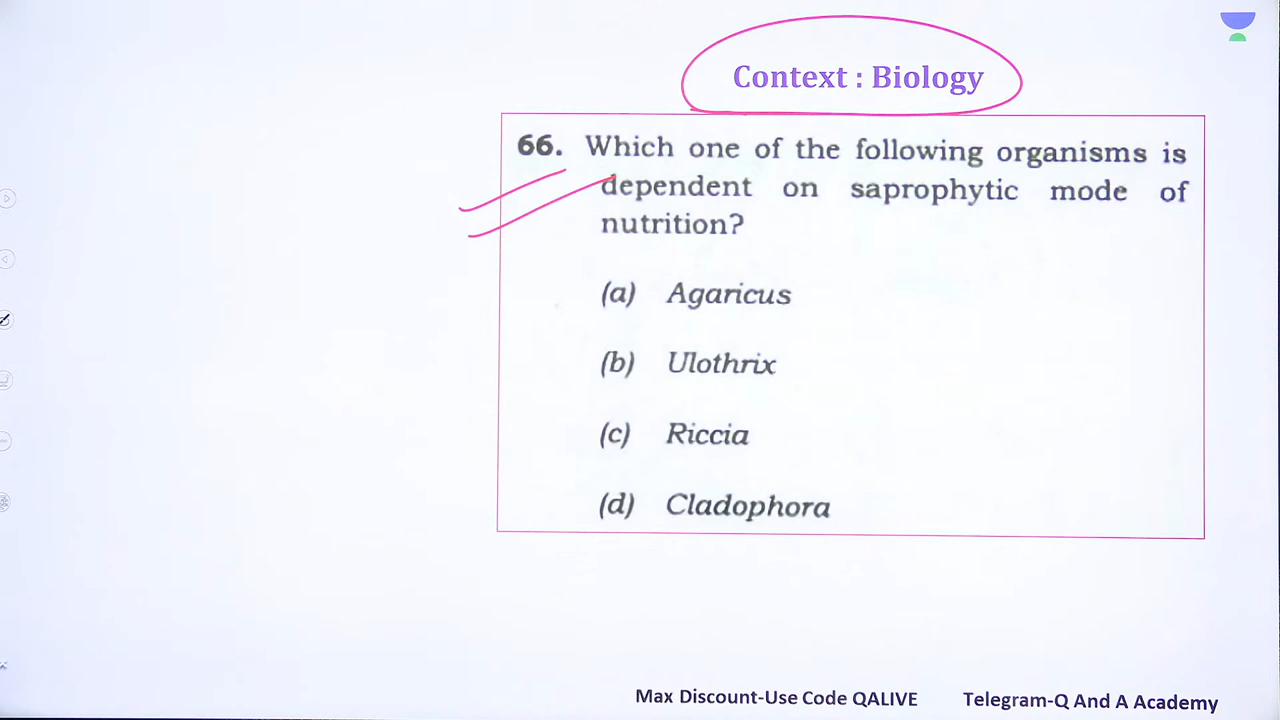 Context : Biology
66. Which one of the following organisms is
dependent on saprophytic mode of
nutrition?
(a) Agaricus
(b) Ulothrix
(c) Riccia
(d) Cladophora
Max Discount-Use Code QALIVE Telegram-Q And A Academy